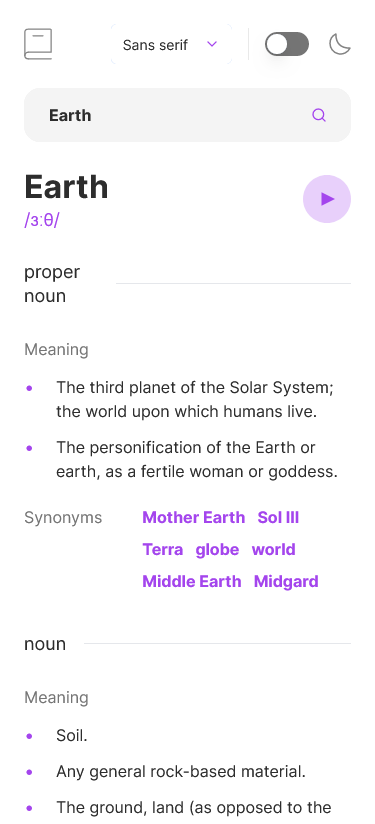 Sans serif
Earth
Earth
/ɜːθ/
proper
noun
Meaning
The third planet of the Solar System;
the world upon which humans live.
The personification of the Earth or
earth, as a fertile woman or goddess.
Synonyms
Mother Earth Sol III
Terra globe world
Middle Earth Midgard
noun
Meaning
Soil.
Any general rock-based material.
The ground, land (as opposed to the